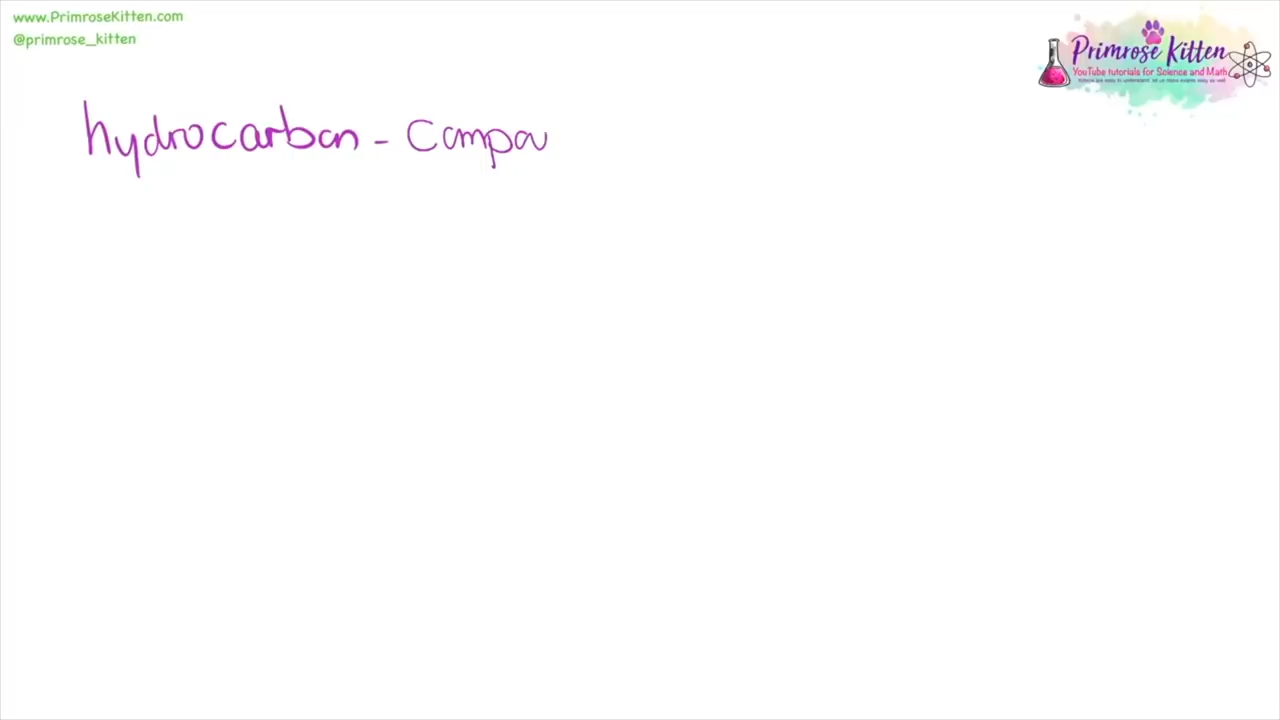 www.PrimroseKitten.com
@primrose_kitten
Primrose Kitten
YouTube tutorials for Science and Math
hydrocarbon - Compou